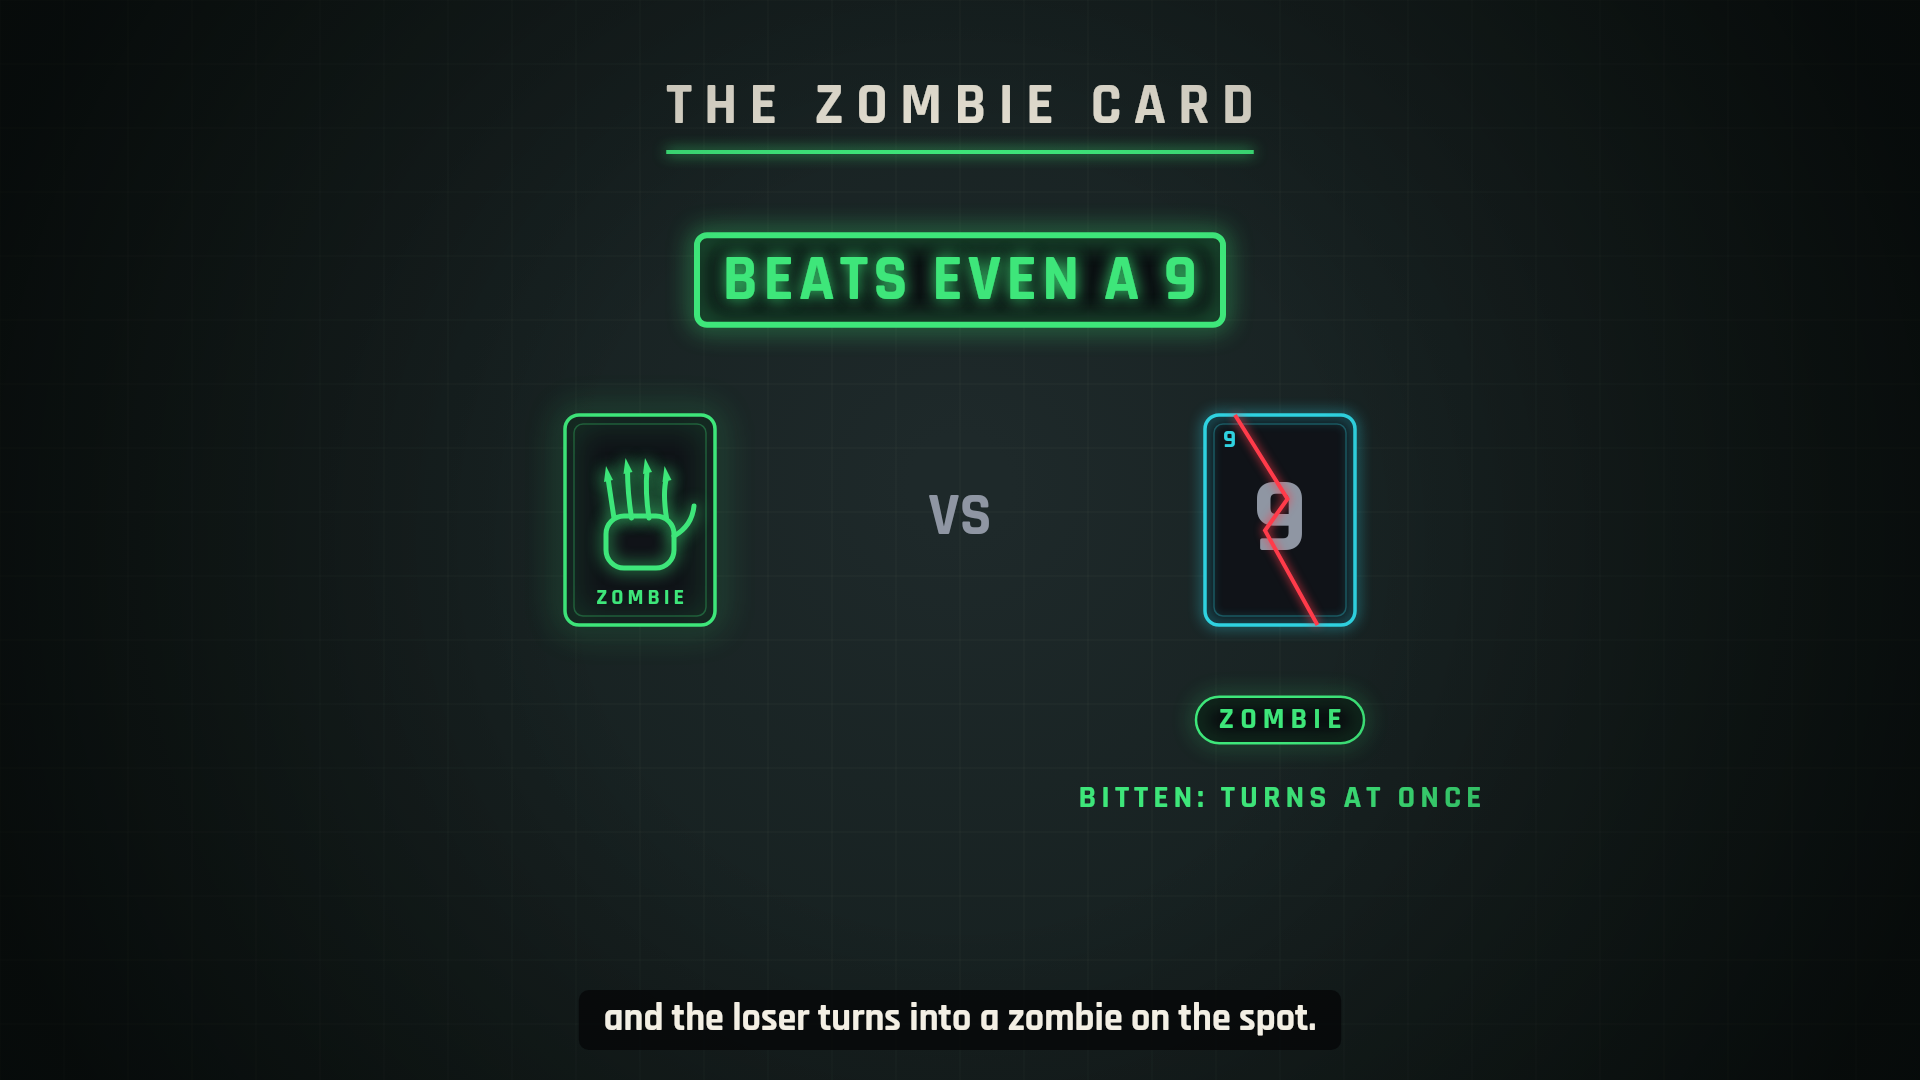 THE ZOMBIE CARD
BEATS EVEN A 9
ZOMBIE
VS
9
9
ZOMBIE
BITTEN: TURNS AT ONCE
and the loser turns into a zombie on the spot.